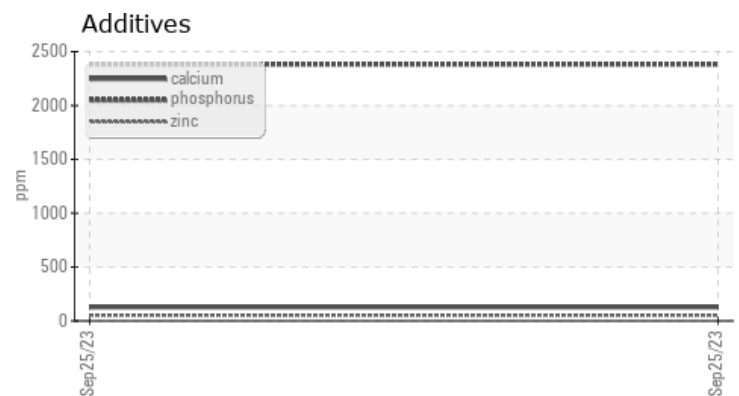 Additives
2500
2000
1500
1000
500
0
ppm
calcium
phosphorus
zinc
Sep25/23
Sep25/23